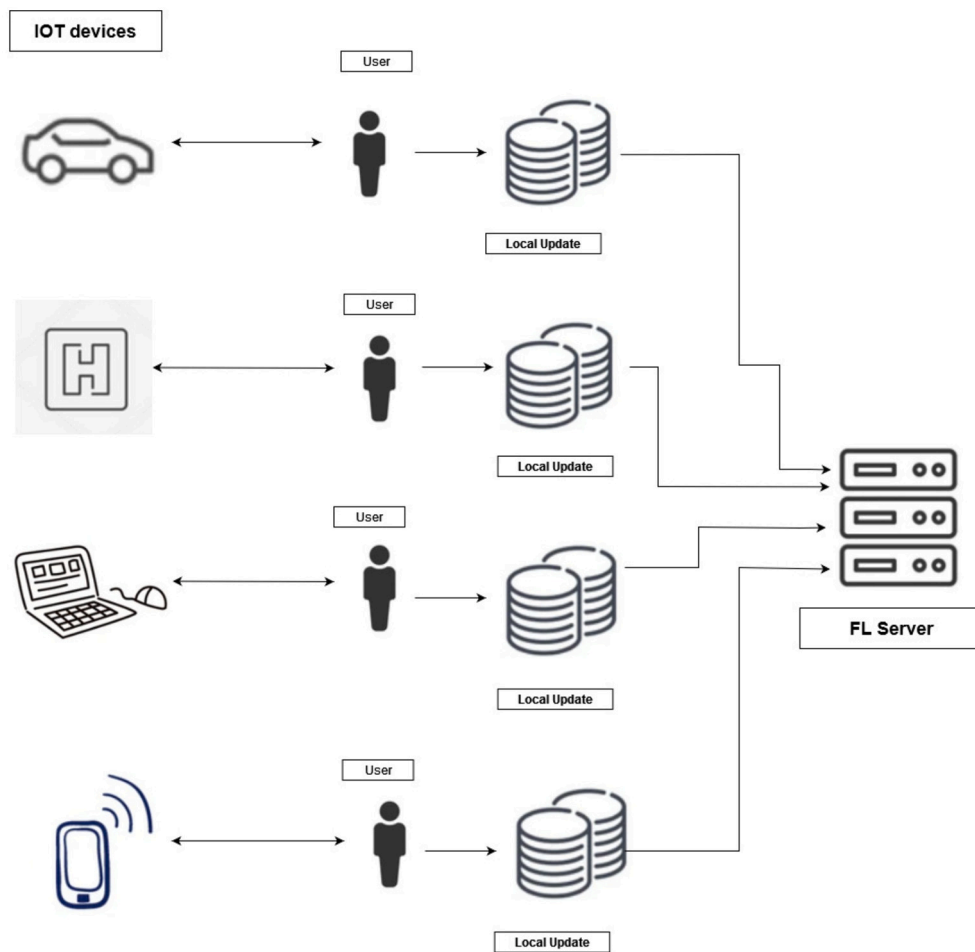 IOT devices
User
Local Update
User
Local Update
User
Local Update
User
Local Update
FL Server